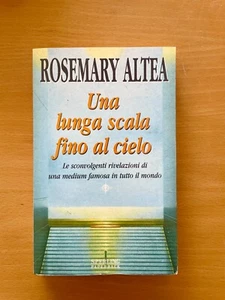 ROSEMARY ALTEA
Una
lunga scala
fino al cielo
Le sconvolgenti rivelazioni di
una medium famosa in tutto il mondo